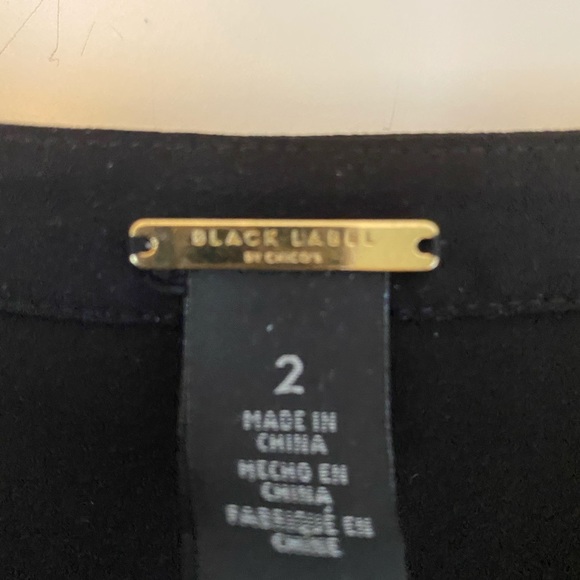 BLACK LABEL
BY CHICO'S
2
MADE IN
CHINA
HECHO EN
CHINA
FABRIQUÉ EN
CHINE